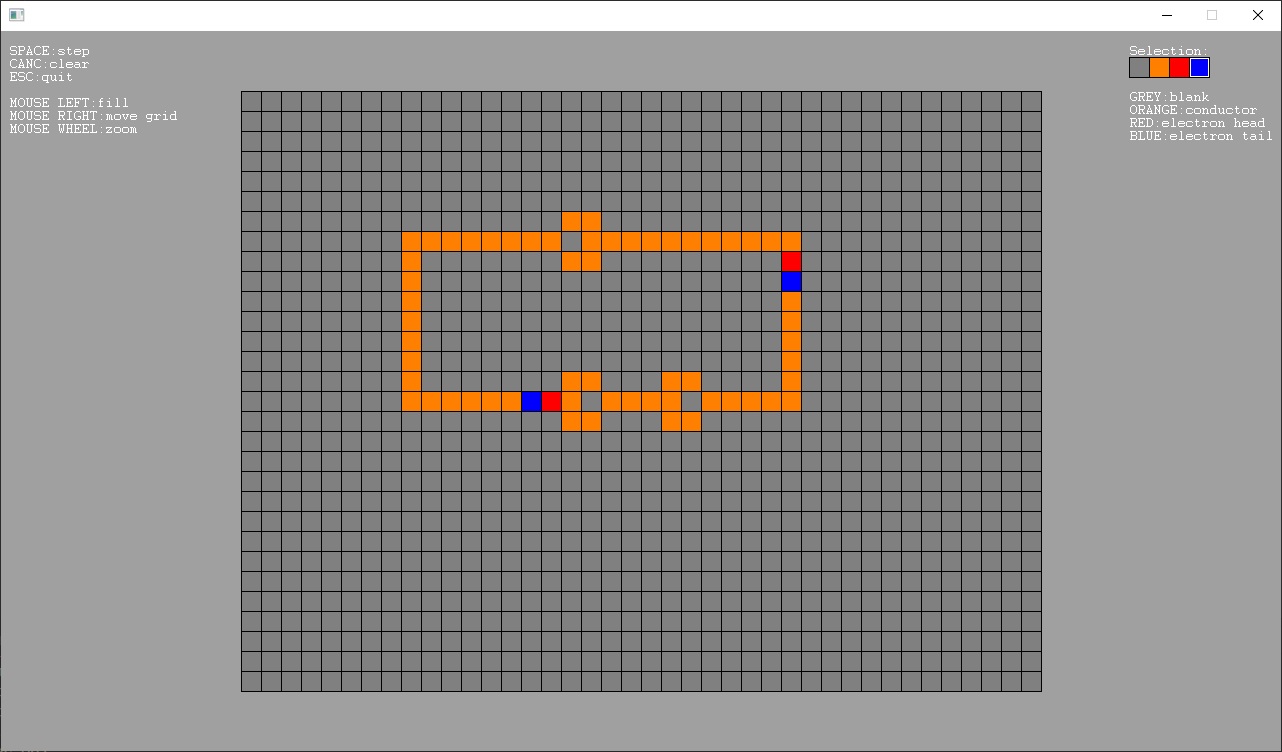 SPACE:step
CANC:clear
ESC:quit
MOUSE LEFT:fill
MOUSE RIGHT:move grid
MOUSE WHEEL:zoom
Selection:
GREY:blank
ORANGE:conductor
RED:electron head
BLUE:electron tail